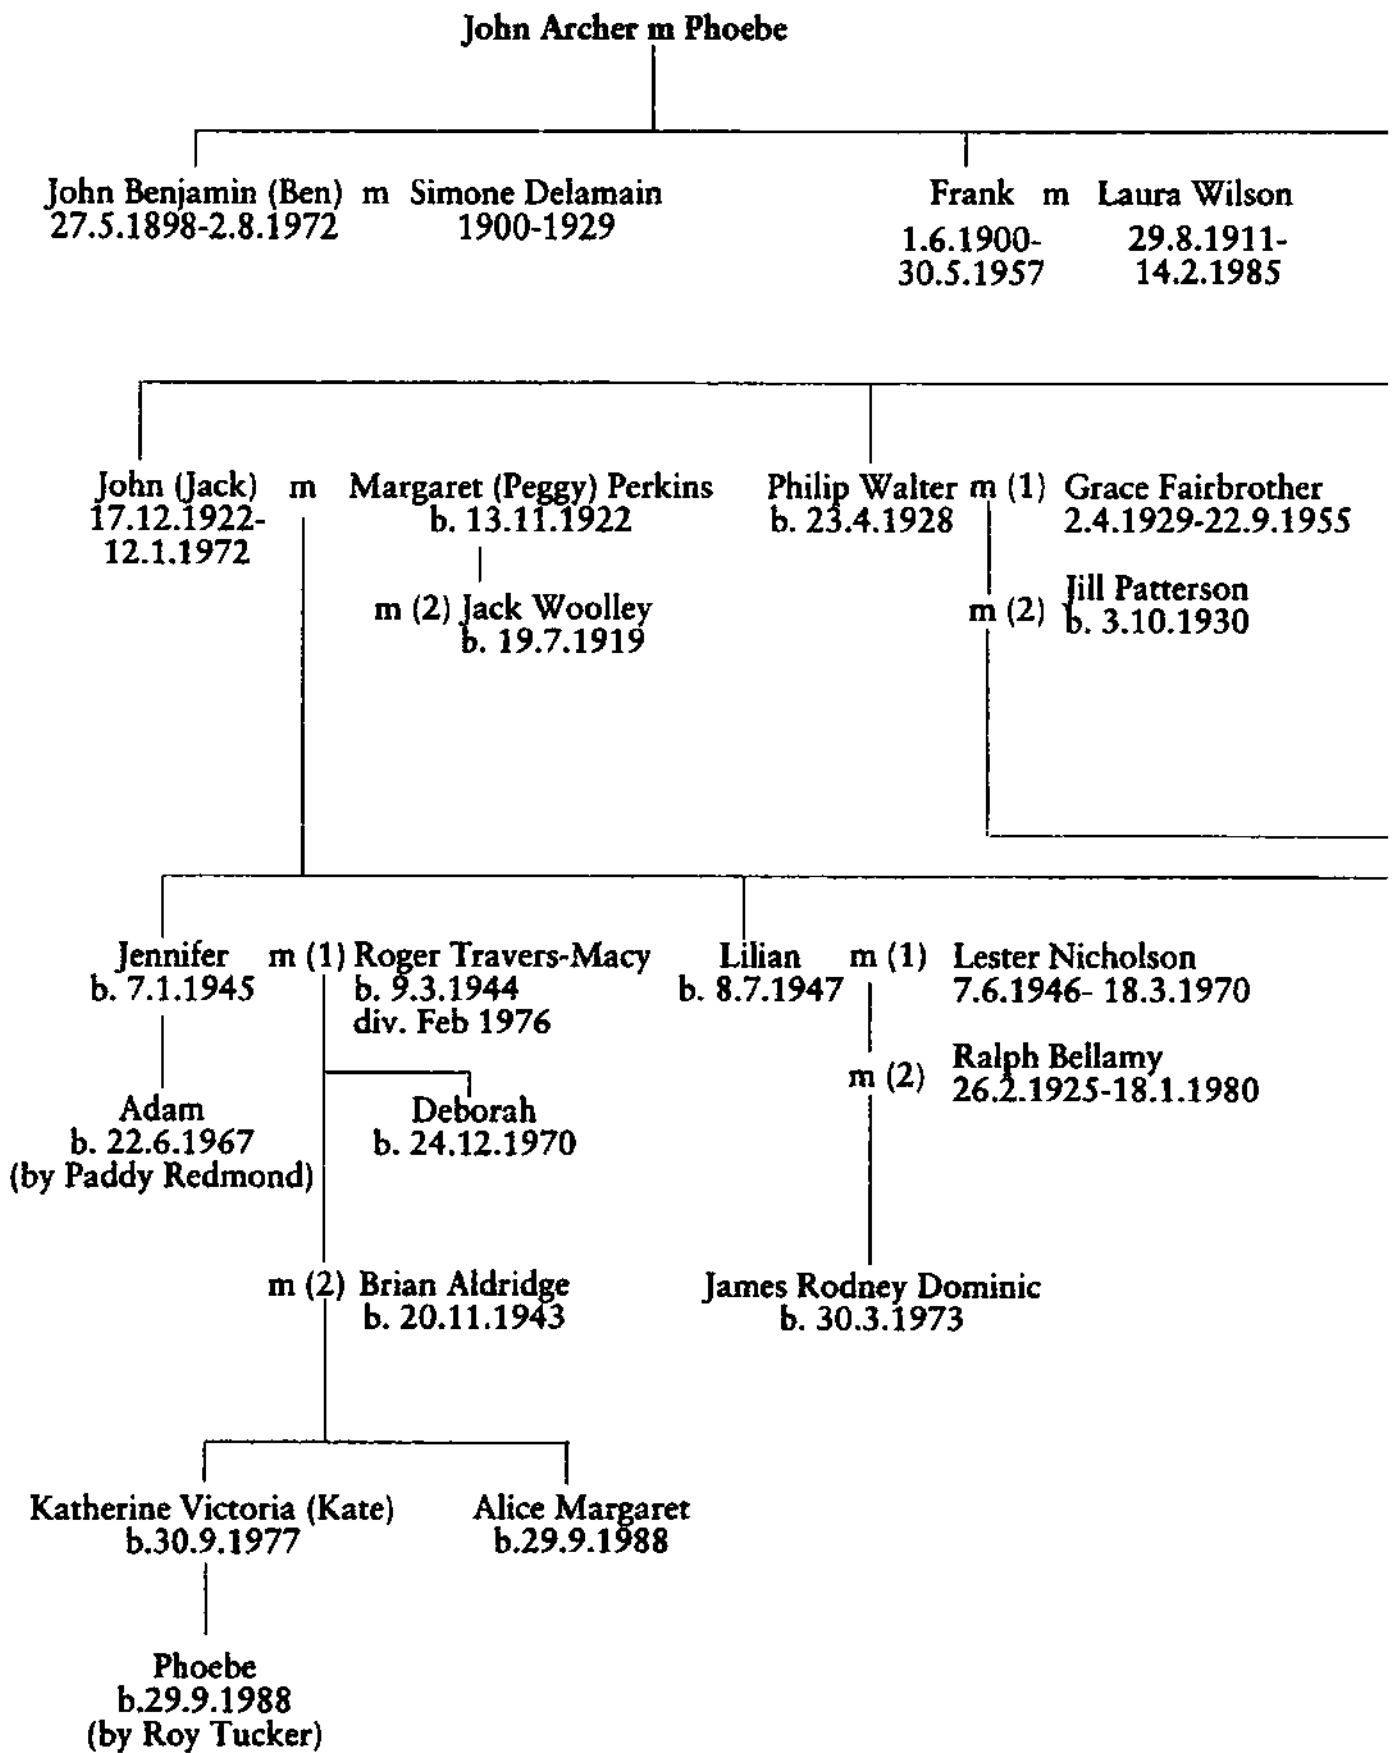 John Archer m Phoebe
John Benjamin (Ben) m Simone Delamain
27.5.1898-2.8.1972 1900-1929
Frank m Laura Wilson
1.6.1900- 29.8.1911-
30.5.1957 14.2.1985
John (Jack) m Margaret (Peggy) Perkins
17.12.1922- b. 13.11.1922
12.1.1972
m (2) Jack Woolley
b. 19.7.1919
Philip Walter m (1) Grace Fairbrother
b. 23.4.1928 2.4.1929-22.9.1955
m (2) Jill Patterson
b. 3.10.1930
Jennifer m (1) Roger Travers-Macy
b. 7.1.1945 b. 9.3.1944
div. Feb 1976
Lilian m (1) Lester Nicholson
b. 8.7.1947 7.6.1946- 18.3.1970
m (2) Ralph Bellamy
26.2.1925-18.1.1980
Adam
b. 22.6.1967
(by Paddy Redmond)
Deborah
b. 24.12.1970
m (2) Brian Aldridge
b. 20.11.1943
James Rodney Dominic
b. 30.3.1973
Katherine Victoria (Kate)
b.30.9.1977
Alice Margaret
b.29.9.1988
Phoebe
b.29.9.1988
(by Roy Tucker)